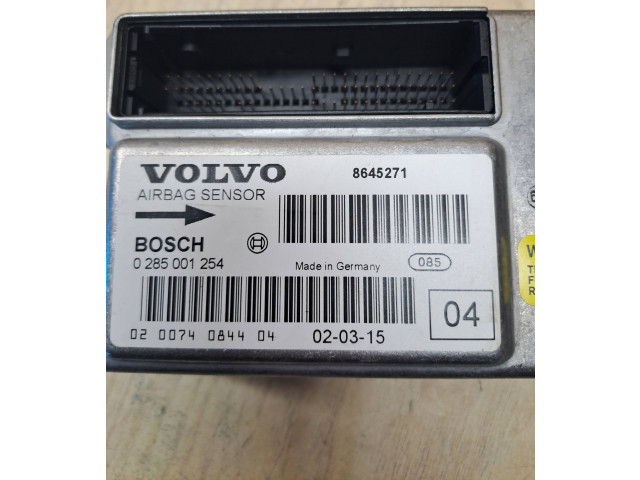 VOLVO 8645271
AIRBAG SENSOR
BOSCH
0 285 001 254 Made in Germany 085
04
02 0074 0844 04 02-03-15
W
T
F
R